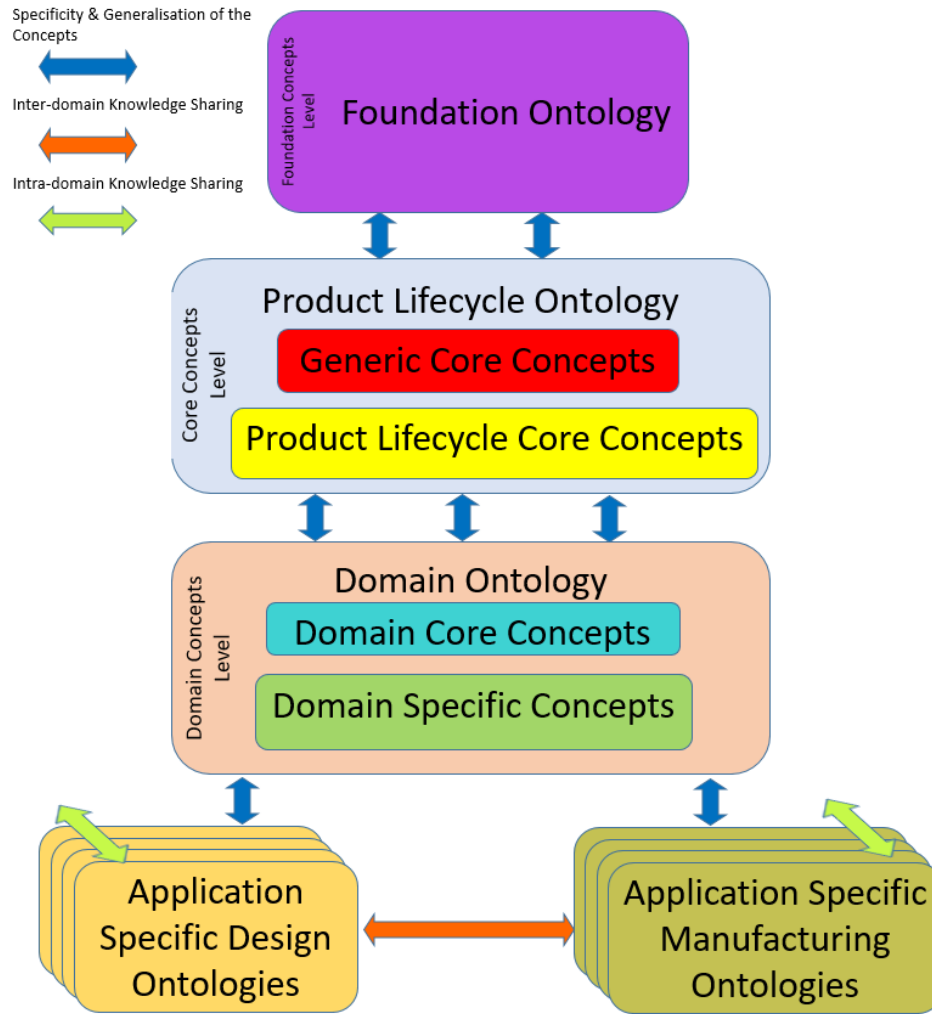 Specificity & Generalisation of the
Concepts
Inter-domain Knowledge Sharing
Intra-domain Knowledge Sharing
Foundation Concepts
Level
Foundation Ontology
Core Concepts
Level
Product Lifecycle Ontology
Generic Core Concepts
Product Lifecycle Core Concepts
Domain Concepts
Level
Domain Ontology
Domain Core Concepts
Domain Specific Concepts
Application
Specific Design
Ontologies
Application Specific
Manufacturing
Ontologies